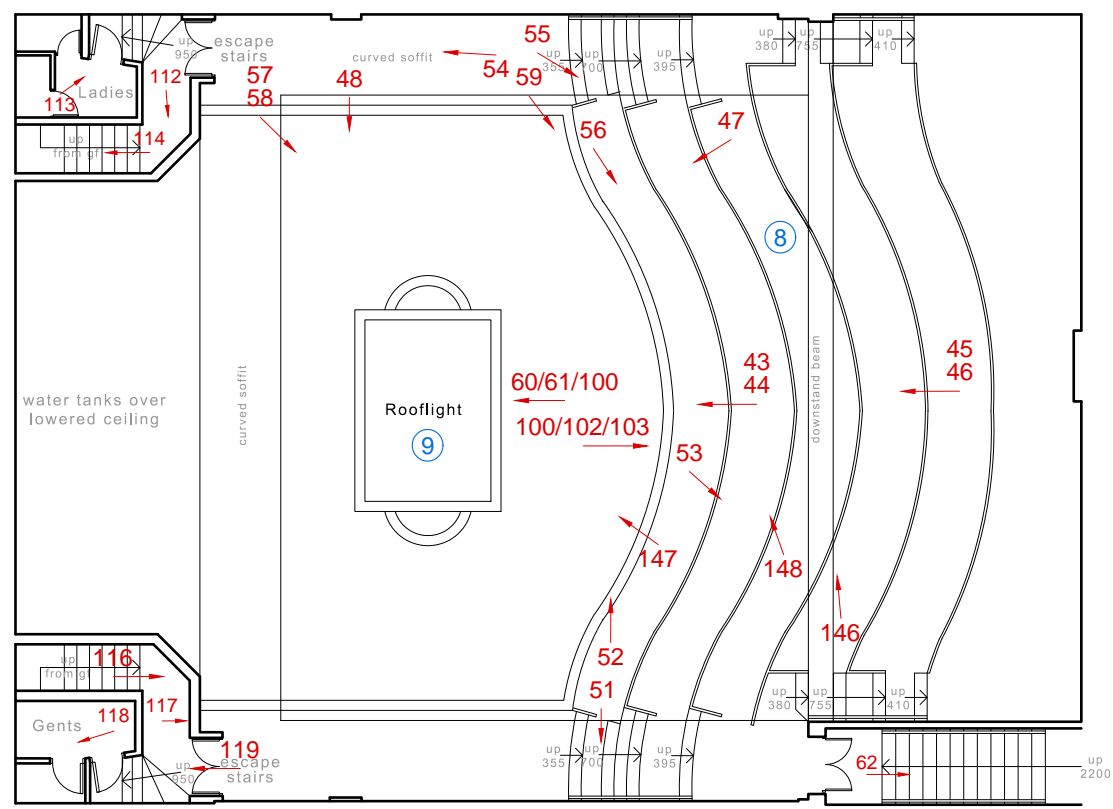 up
950
escape
stairs
curved soffit
55
up
355
up
700
up
395
up
380
up
755
up
410
54
59
57
58
48
112
113
Ladies
up
from gf
114
56
47
8
water tanks over
lowered ceiling
curved soffit
Rooflight
9
60/61/100
100/102/103
43
44
45
46
downstand beam
53
147
148
146
52
51
116
up
from gf
117
Gents
118
119
up
950
escape
stairs
up
355
up
700
up
395
up
380
up
755
up
410
62
up
2200